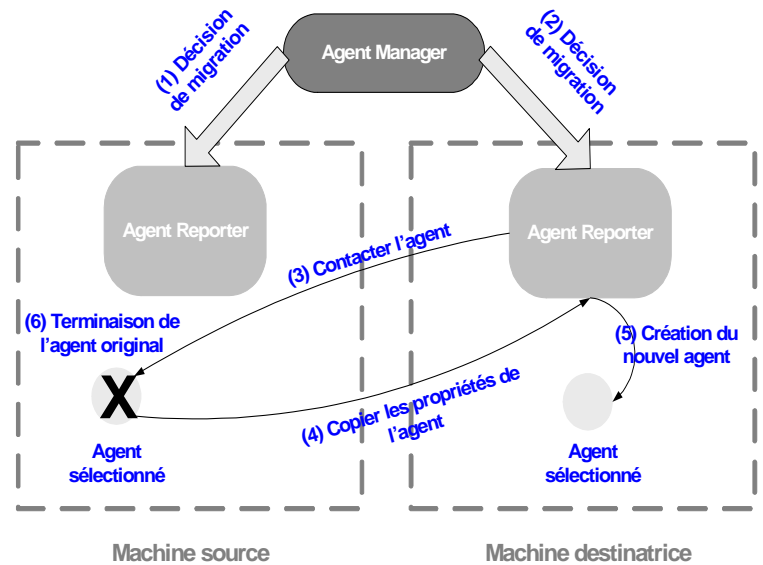 Agent Manager
(1) Décision
de migration
(2) Décision
de migration
Agent Reporter
Agent Reporter
(3) Contacter l'agent
(6) Terminaison de
l'agent original
(5) Création du
nouvel agent
X
(4) Copier les propriétés de
l'agent
Agent
sélectionné
Agent
sélectionné
Machine source
Machine destinatrice